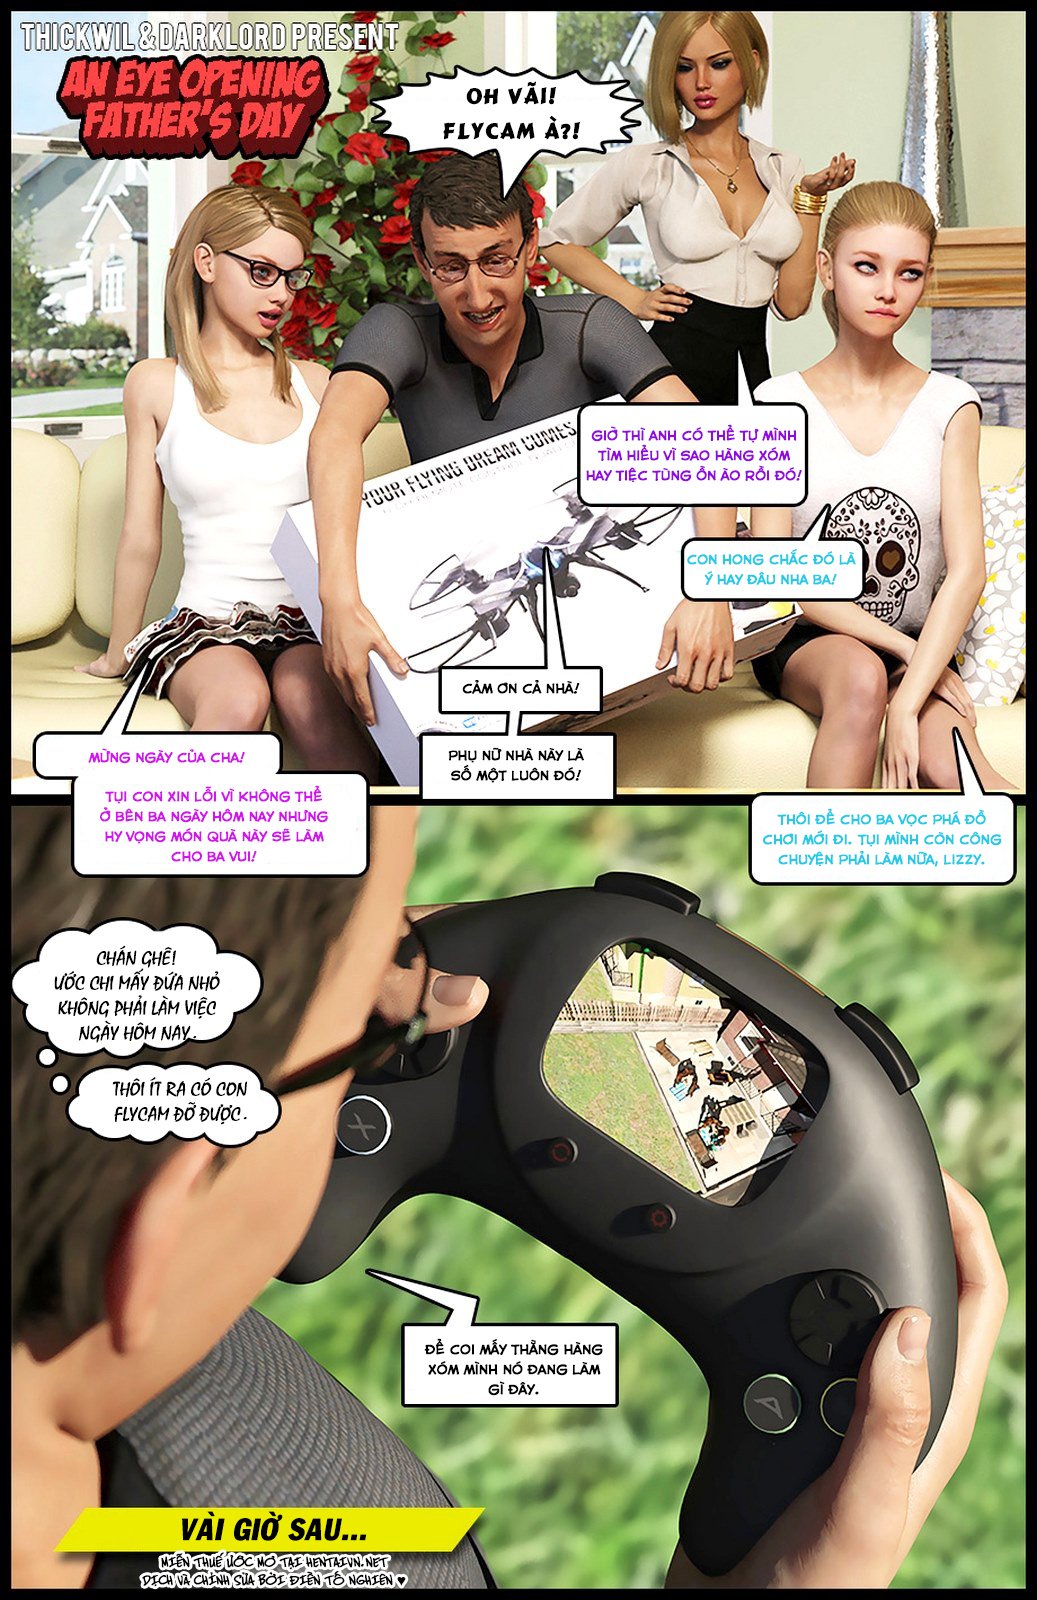 THICKWIL & DARKLORD PRESENT
AN EYE OPENING
FATHER'S DAY
OH VÃI!
FLYCAM À?!
GIỜ THÌ ANH CÓ THỂ TỰ MÌNH
TÌM HIỂU VÌ SAO HÀNG XÓM
HAY TIỆC TÙNG ỒN ÀO RỒI ĐÓ!
CON HONG CHẮC ĐÓ LÀ
Ý HAY ĐÂU NHA BA!
YOUR FLYING DREAM COMES
CẢM ƠN CẢ NHÀ!
PHỤ NỮ NHÀ NÀY LÀ
SỐ MỘT LUÔN ĐÓ!
MỪNG NGÀY CỦA CHA!
TỤI CON XIN LỖI VÌ KHÔNG THỂ
Ở BÊN BA NGÀY HÔM NAY NHƯNG
HY VỌNG MÓN QUÀ NÀY SẼ LÀM
CHO BA VUI!
THÔI ĐỂ CHO BA VỌC PHÁ ĐỒ
CHƠI MỚI ĐI. TỤI MÌNH CÒN CÔNG
CHUYỆN PHẢI LÀM NỮA, LIZZY.
CHÁN GHÊ!
ƯỚC CHI MẤY ĐỨA NHỎ
KHÔNG PHẢI LÀM VIỆC
NGÀY HÔM NAY.
THÔI ÍT RA CÓ CON
FLYCAM ĐỠ ĐƯỢC.
X
ĐỂ COI MẤY THẰNG HÀNG
XÓM MÌNH NÓ ĐANG LÀM
GÌ ĐÂY.
VÀI GIỜ SAU...
MIỀN THUẾ ƯỚC MƠ TẠI HENTAIVN.NET
DỊCH VÀ CHỈNH SỬA BỞI ĐIỀN TỐ NGHIÊN ♥